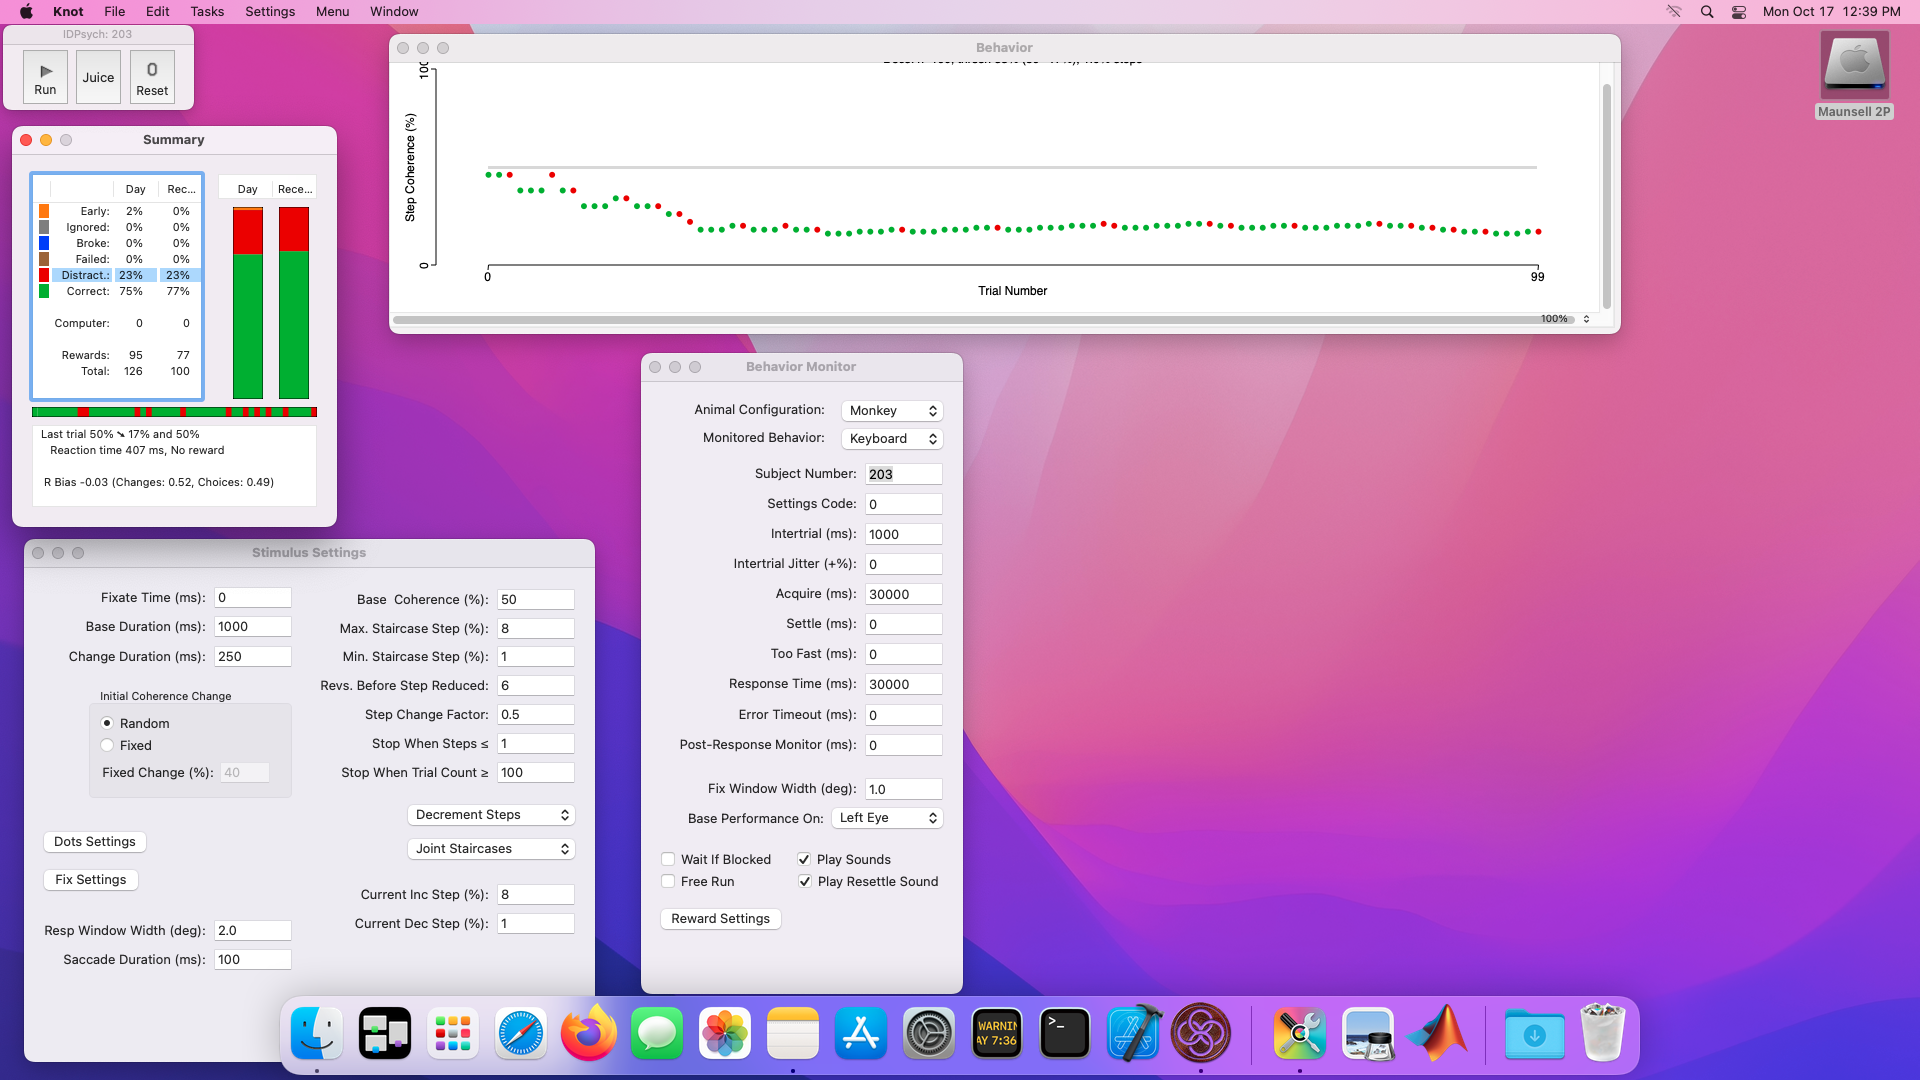 Knot File Edit Tasks Settings Menu Window Mon Oct 17 12:39 PM
IDPsych: 203
Run
Juice
0
Reset
Summary
Day Rec...
Early: 2% 0%
Ignored: 0% 0%
Broke: 0% 0%
Failed: 0% 0%
Distract.: 23% 23%
Correct: 75% 77%
Computer: 0 0
Rewards: 95 77
Total: 126 100
Day Rece...
Last trial 50% ➘ 17% and 50%
Reaction time 407 ms, No reward
R Bias -0.03 (Changes: 0.52, Choices: 0.49)
Behavior
Step Coherence (%)
100
0
0
99
Trial Number
100%
Maunsell 2P
Stimulus Settings
Fixate Time (ms): 0
Base Duration (ms): 1000
Change Duration (ms): 250
Initial Coherence Change
Random
Fixed
Fixed Change (%): 40
Dots Settings
Fix Settings
Resp Window Width (deg): 2.0
Saccade Duration (ms): 100
Base Coherence (%): 50
Max. Staircase Step (%): 8
Min. Staircase Step (%): 1
Revs. Before Step Reduced: 6
Step Change Factor: 0.5
Stop When Steps ≤ 1
Stop When Trial Count ≥ 100
Decrement Steps
Joint Staircases
Current Inc Step (%): 8
Current Dec Step (%): 1
Behavior Monitor
Animal Configuration: Monkey
Monitored Behavior: Keyboard
Subject Number: 203
Settings Code: 0
Intertrial (ms): 1000
Intertrial Jitter (+%): 0
Acquire (ms): 30000
Settle (ms): 0
Too Fast (ms): 0
Response Time (ms): 30000
Error Timeout (ms): 0
Post-Response Monitor (ms): 0
Fix Window Width (deg): 1.0
Base Performance On: Left Eye
Wait If Blocked Play Sounds
Free Run Play Resettle Sound
Reward Settings
WARNIN
AY 7:36
>_